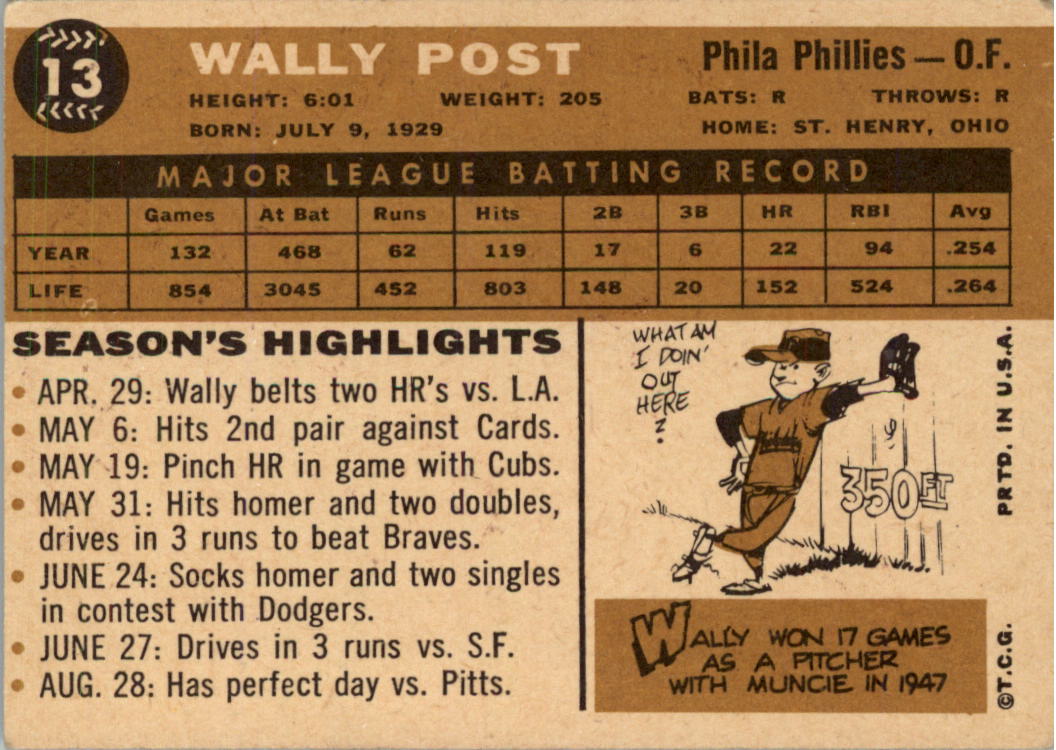 13
WALLY POST
Phila Phillies — O.F.
HEIGHT: 6:01 WEIGHT: 205 BATS: R THROWS: R
BORN: JULY 9, 1929 HOME: ST. HENRY, OHIO
MAJOR LEAGUE BATTING RECORD
Games At Bat Runs Hits 2B 3B HR RBI Avg
YEAR 132 468 62 119 17 6 22 94 .254
LIFE 854 3045 452 803 148 20 152 524 .264
SEASON'S HIGHLIGHTS
• APR. 29: Wally belts two HR's vs. L.A.
• MAY 6: Hits 2nd pair against Cards.
• MAY 19: Pinch HR in game with Cubs.
• MAY 31: Hits homer and two doubles,
drives in 3 runs to beat Braves.
• JUNE 24: Socks homer and two singles
in contest with Dodgers.
• JUNE 27: Drives in 3 runs vs. S.F.
• AUG. 28: Has perfect day vs. Pitts.
WHAT AM
I DOIN'
OUT
HERE
?
350 FT
WALLY WON 17 GAMES
AS A PITCHER
WITH MUNCIE IN 1947
©T.C.G. PRTD. IN U.S.A.